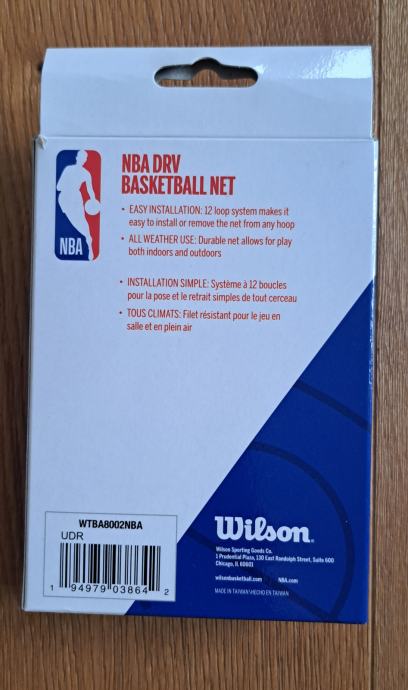 NBA
NBA DRV
BASKETBALL NET
• EASY INSTALLATION: 12 loop system makes it
easy to install or remove the net from any hoop
• ALL WEATHER USE: Durable net allows for play
both indoors and outdoors
• INSTALLATION SIMPLE: Système à 12 boucles
pour la pose et le retrait simples de tout cerceau
• TOUS CLIMATS: Filet résistant pour le jeu en
salle et en plein air
WTBA8002NBA
UDR
1 94979 03864 2
Wilson®
Wilson Sporting Goods Co.
1 Prudential Plaza, 130 East Randolph Street, Suite 600
Chicago, IL 60601
wilsonbasketball.com NBA.com
MADE IN TAIWAN•HECHO EN TAIWAN